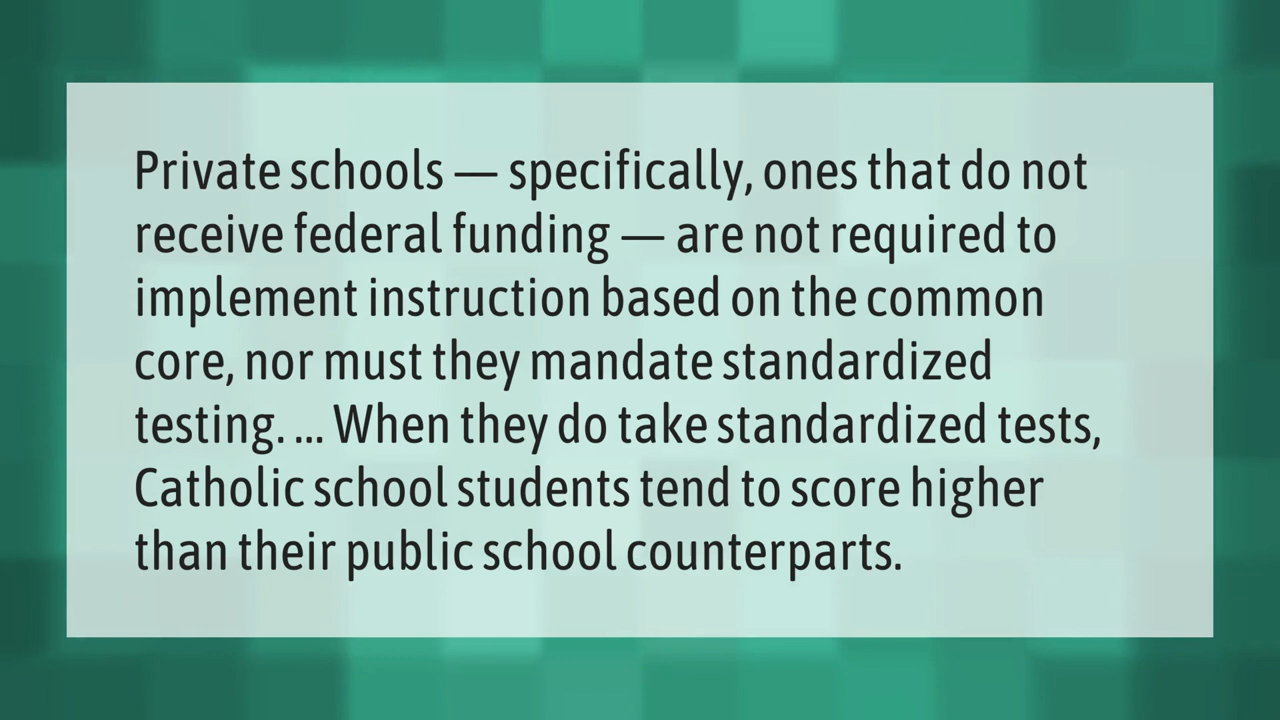 Private schools — specifically, ones that do not
receive federal funding — are not required to
implement instruction based on the common
core, nor must they mandate standardized
testing. ... When they do take standardized tests,
Catholic school students tend to score higher
than their public school counterparts.